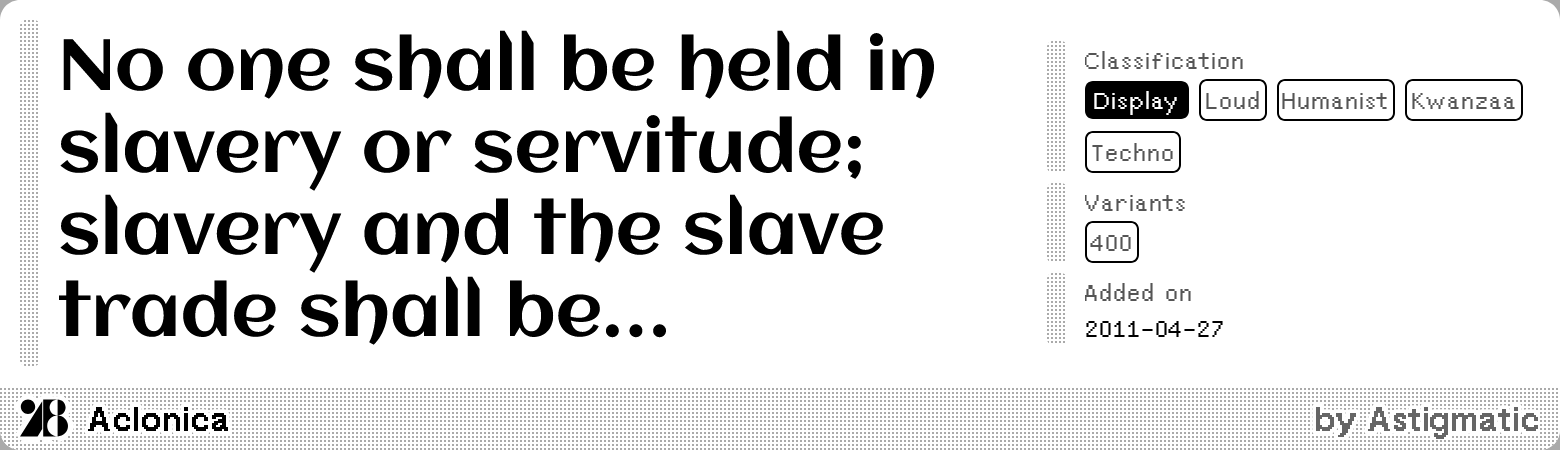 No one shall be held in
slavery or servitude;
slavery and the slave
trade shall be...
Classification
Display Loud Humanist Kwanzaa
Techno
Variants
400
Added on
2011-04-27
Aclonica
by Astigmatic